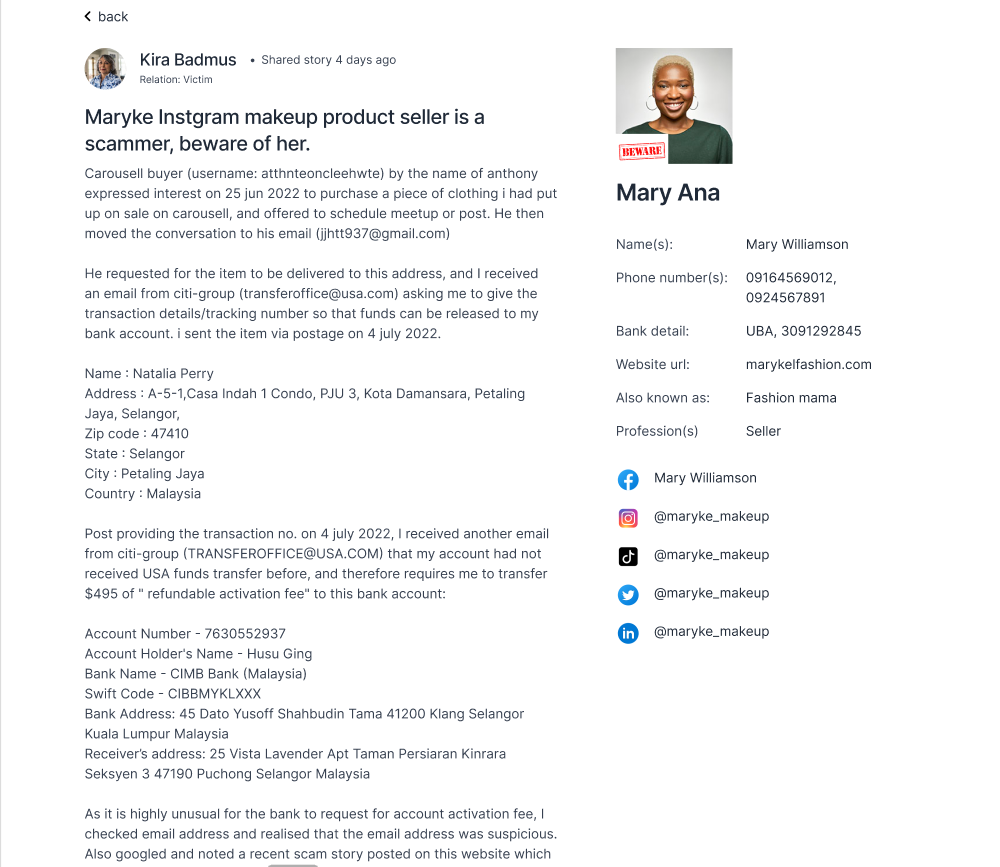 back
Kira Badmus
• Shared story 4 days ago
Relation: Victim
Maryke Instgram makeup product seller is a
scammer, beware of her.
Carousell buyer (username: atthnteoncleehwte) by the name of anthony
expressed interest on 25 jun 2022 to purchase a piece of clothing i had put
up on sale on carousell, and offered to schedule meetup or post. He then
moved the conversation to his email (jjhtt937@gmail.com)
He requested for the item to be delivered to this address, and I received
an email from citi-group (transferoffice@usa.com) asking me to give the
transaction details/tracking number so that funds can be released to my
bank account. i sent the item via postage on 4 july 2022.
Name : Natalia Perry
Address : A-5-1,Casa Indah 1 Condo, PJU 3, Kota Damansara, Petaling
Jaya, Selangor,
Zip code : 47410
State : Selangor
City : Petaling Jaya
Country : Malaysia
Post providing the transaction no. on 4 july 2022, I received another email
from citi-group (TRANSFEROFFICE@USA.COM) that my account had not
received USA funds transfer before, and therefore requires me to transfer
$495 of " refundable activation fee" to this bank account:
Account Number - 7630552937
Account Holder's Name - Husu Ging
Bank Name - CIMB Bank (Malaysia)
Swift Code - CIBBMYKLXXX
Bank Address: 45 Dato Yusoff Shahbudin Tama 41200 Klang Selangor
Kuala Lumpur Malaysia
Receiver's address: 25 Vista Lavender Apt Taman Persiaran Kinrara
Seksyen 3 47190 Puchong Selangor Malaysia
As it is highly unusual for the bank to request for account activation fee, I
checked email address and realised that the email address was suspicious.
Also googled and noted a recent scam story posted on this website which
BEWARE
Mary Ana
Name(s): Mary Williamson
Phone number(s): 09164569012,
0924567891
Bank detail: UBA, 3091292845
Website url: marykelfashion.com
Also known as: Fashion mama
Profession(s) Seller
Mary Williamson
@maryke_makeup
@maryke_makeup
@maryke_makeup
@maryke_makeup